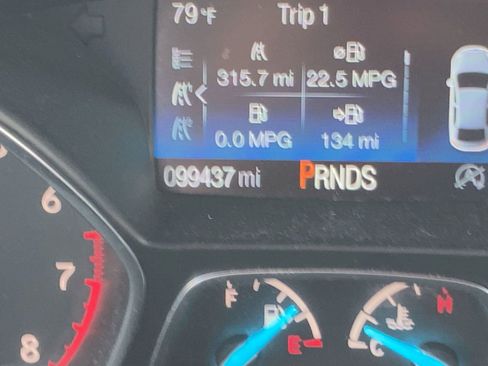 79°F Trip 1
315.7 mi 22.5 MPG
0.0 MPG 134 mi
099437 mi PRNDS
6
7
8
F E
H C